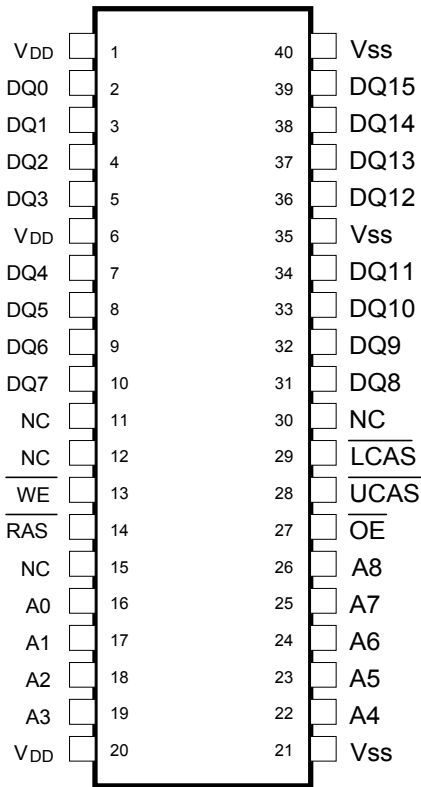 VDD 1 40 Vss
DQ0 2 39 DQ15
DQ1 3 38 DQ14
DQ2 4 37 DQ13
DQ3 5 36 DQ12
VDD 6 35 Vss
DQ4 7 34 DQ11
DQ5 8 33 DQ10
DQ6 9 32 DQ9
DQ7 10 31 DQ8
NC 11 30 NC
NC 12 29 LCAS
WE 13 28 UCAS
RAS 14 27 OE
NC 15 26 A8
A0 16 25 A7
A1 17 24 A6
A2 18 23 A5
A3 19 22 A4
VDD 20 21 Vss